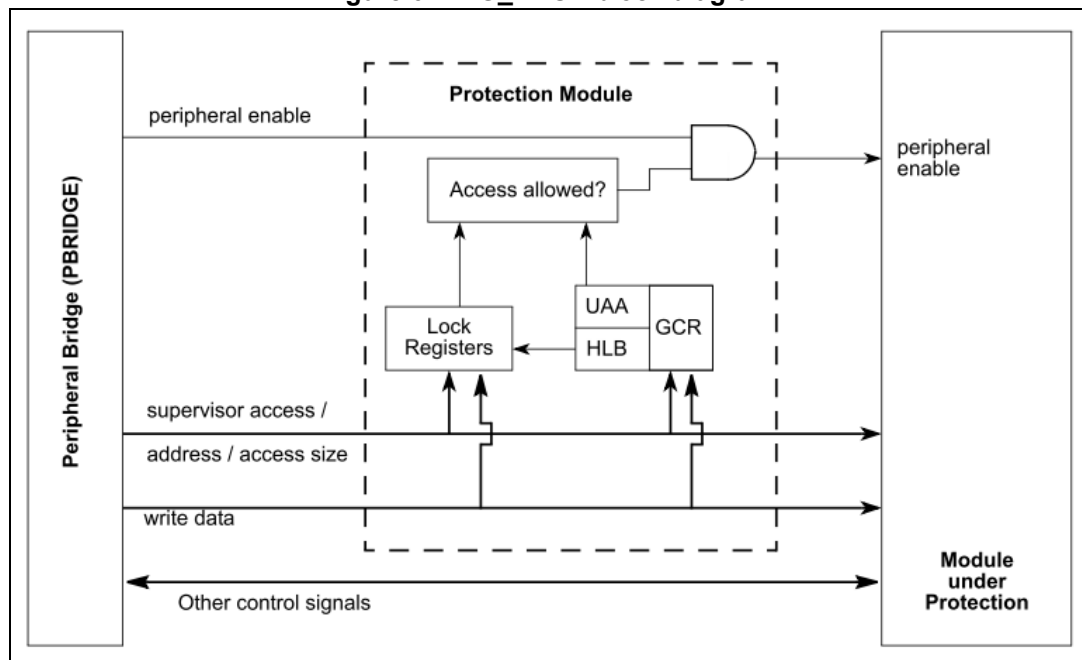 Protection Module
peripheral enable
peripheral
enable
Access allowed?
UAA
GCR
HLB
Lock
Registers
Peripheral Bridge (PBRIDGE)
supervisor access /
address / access size
write data
Other control signals
Module
under
Protection